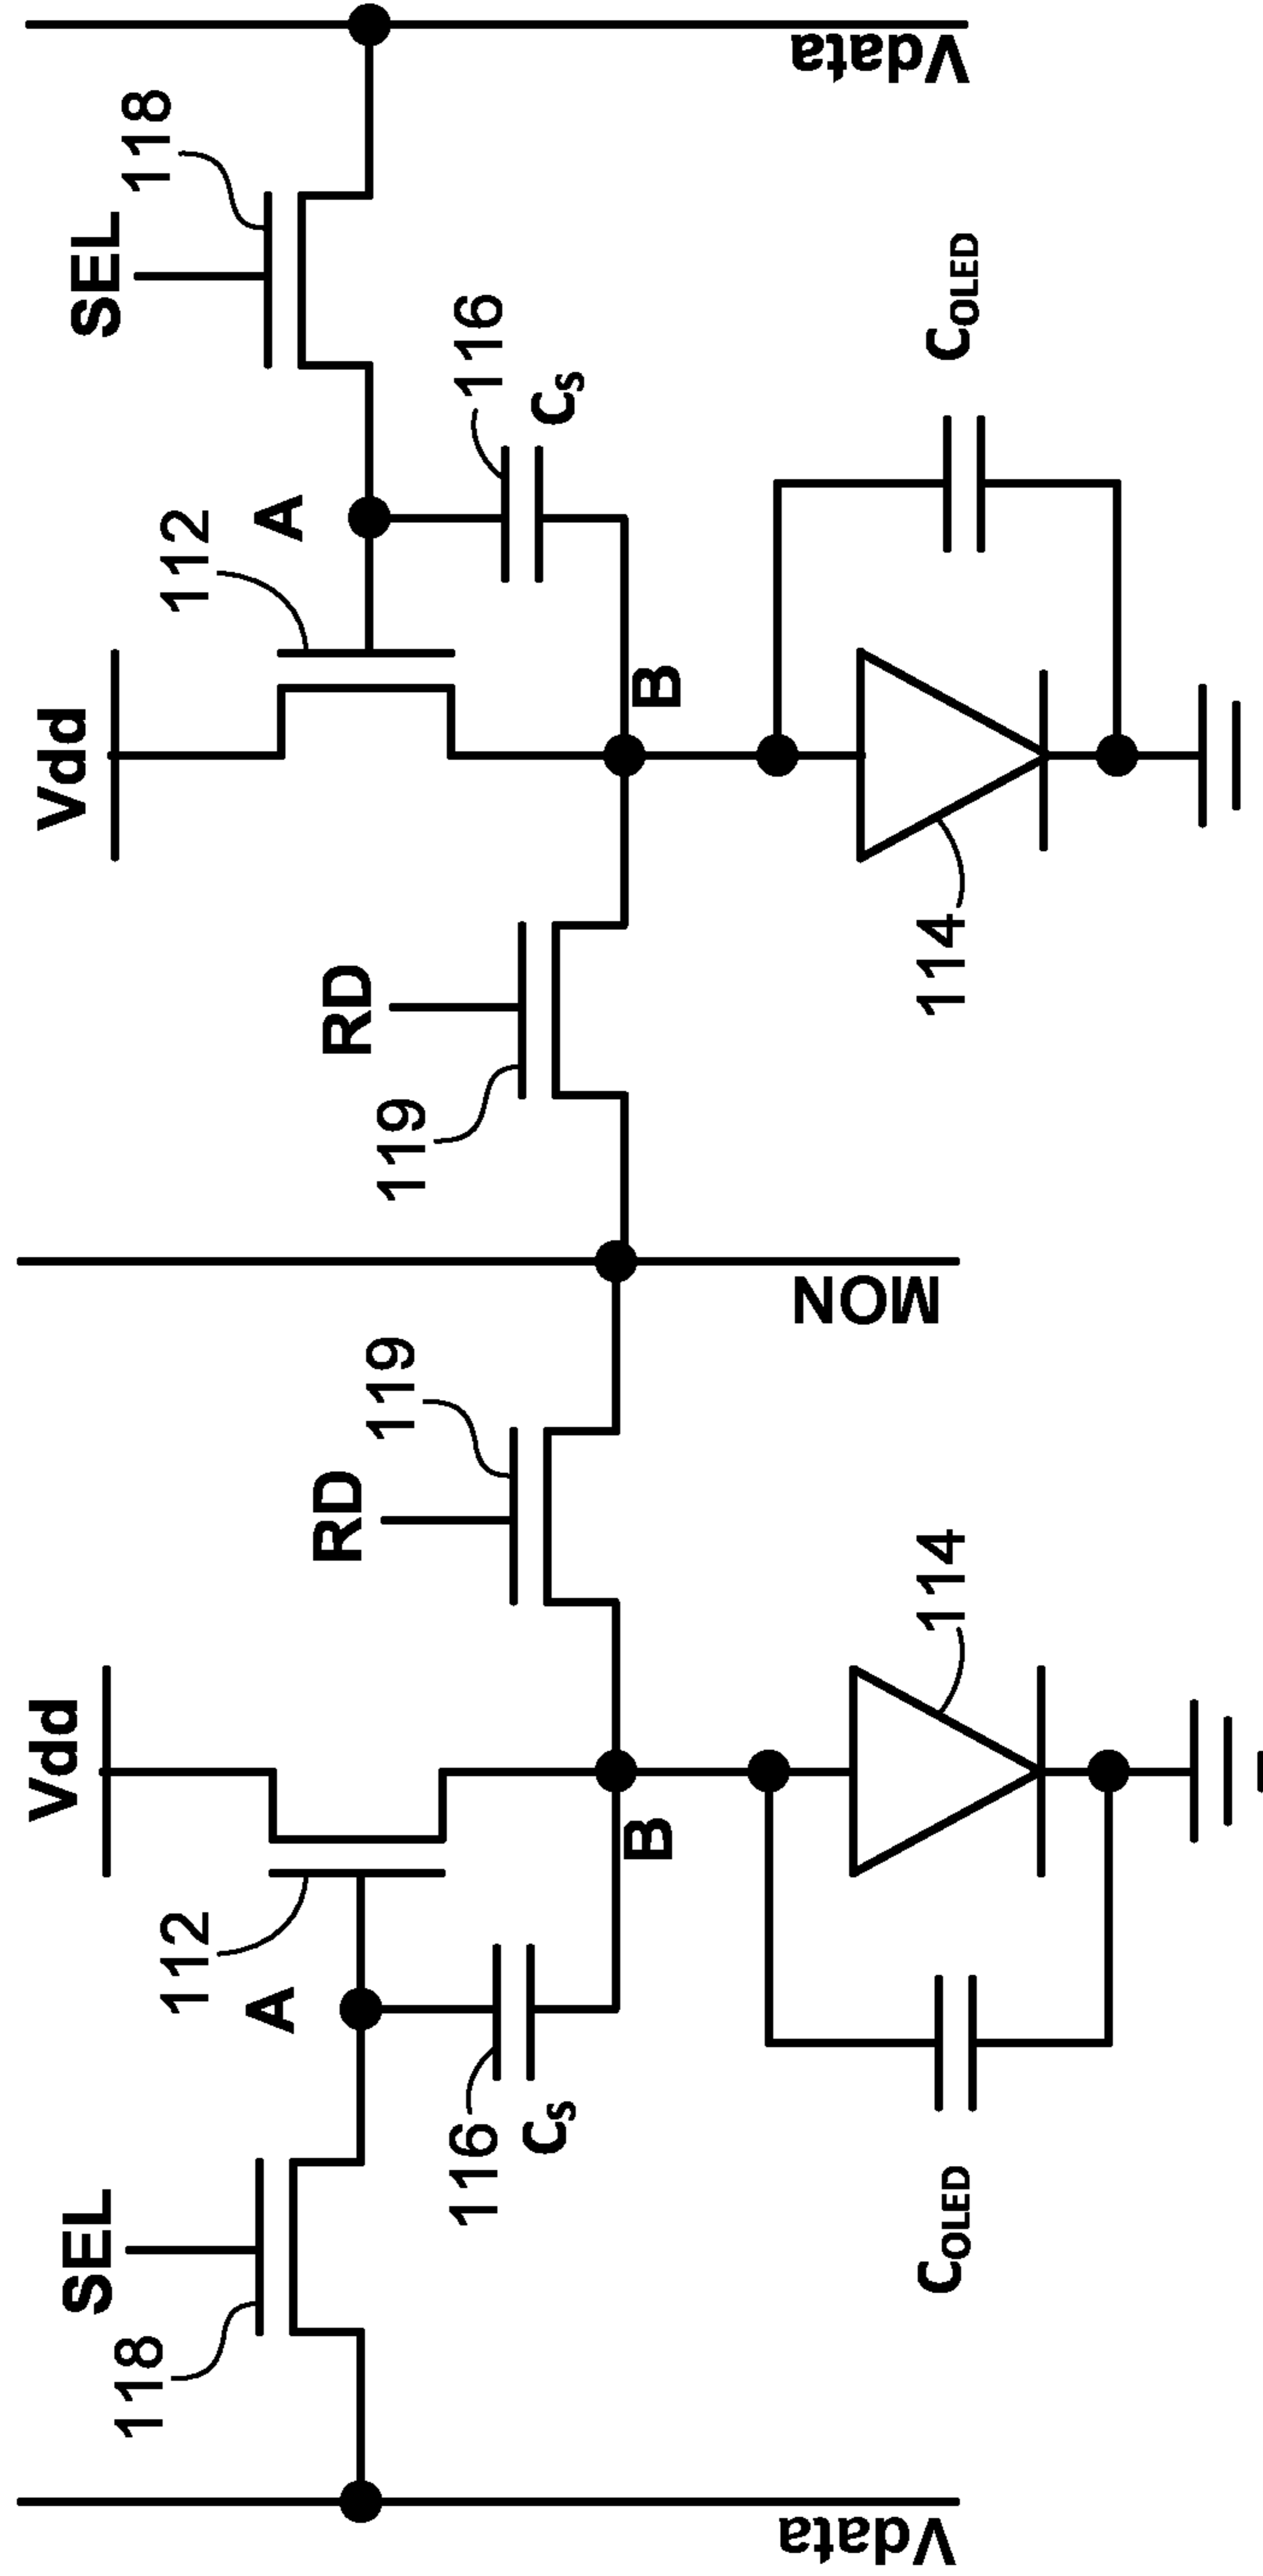 Vdata
118
SEL
116
Cs
A
112
Vdd
B
COLED
114
RD
119
MON
119
RD
114
Vdd
B
112
A
116
Cs
COLED
SEL
118
Vdata